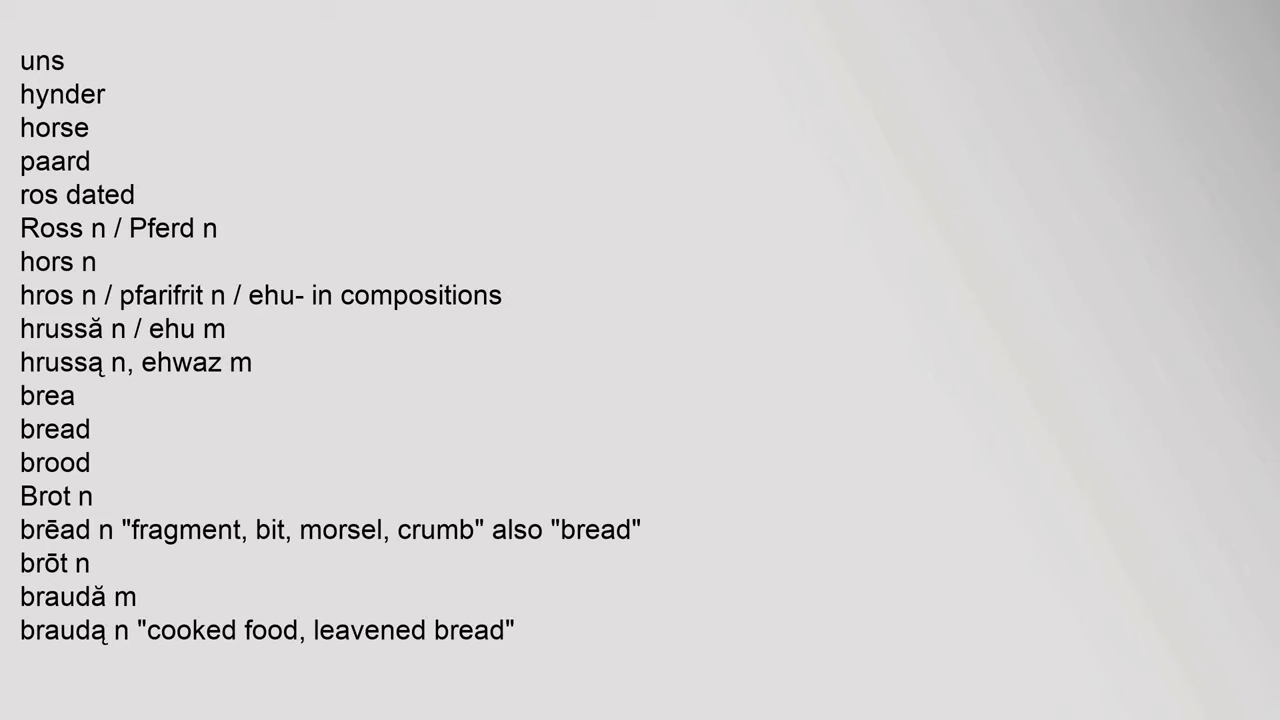 uns
hynder
horse
paard
ros dated
Ross n / Pferd n
hors n
hros n / pfarifrit n / ehu- in compositions
hrussă n / ehu m
hrussą n, ehwaz m
brea
bread
brood
Brot n
brēad n "fragment, bit, morsel, crumb" also "bread"
brōt n
braudă m
braudą n "cooked food, leavened bread"